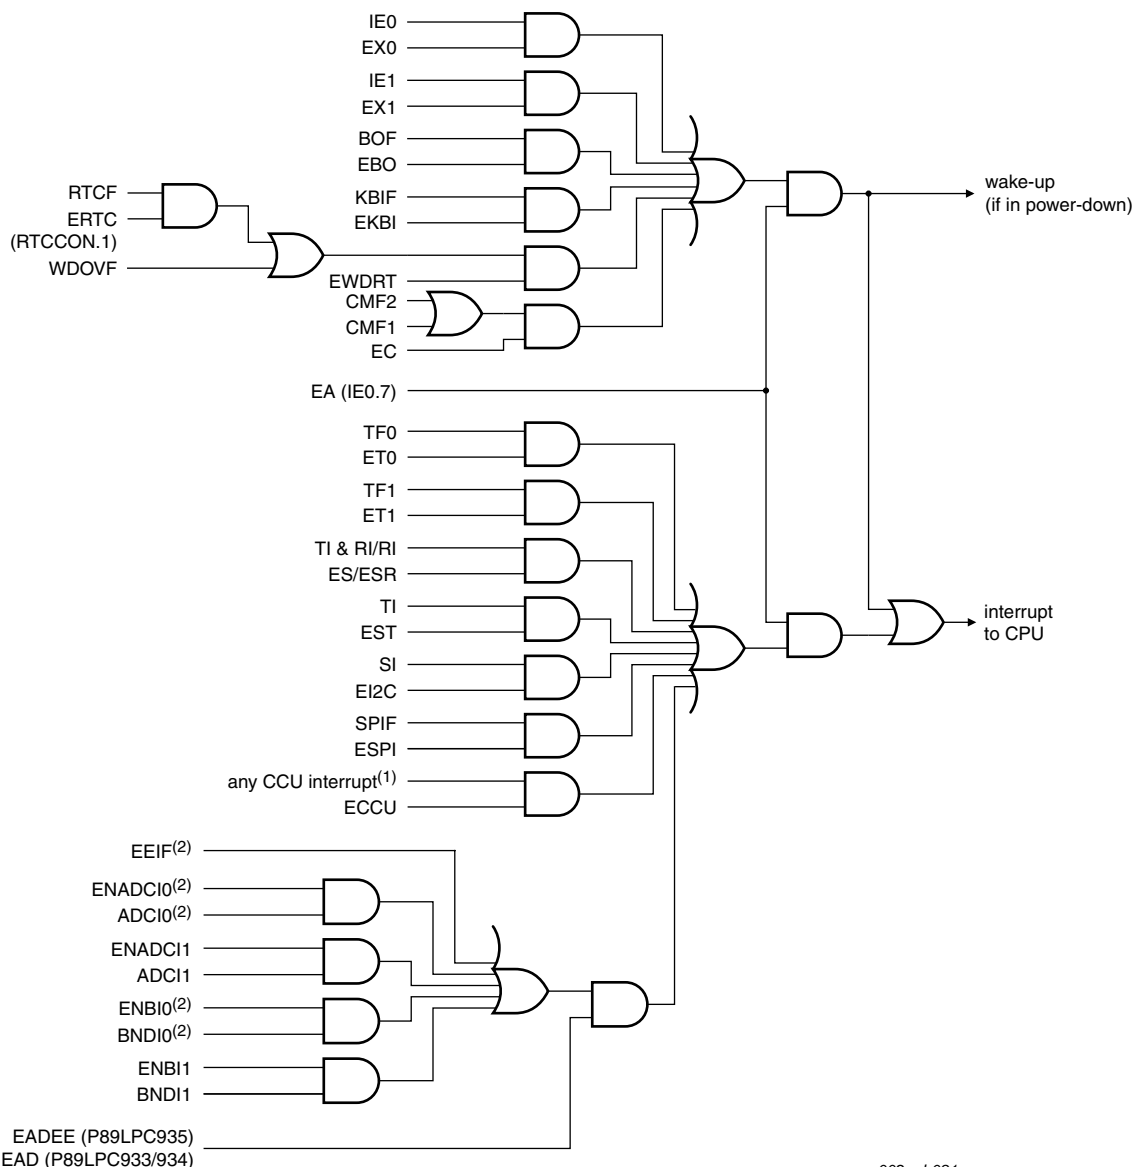 IE0
EX0
IE1
EX1
BOF
EBO
KBIF
EKBI
RTCF
ERTC
(RTCCON.1)
WDOVF
EWDRT
CMF2
CMF1
EC
wake-up
(if in power-down)
EA (IE0.7)
TF0
ET0
TF1
ET1
TI & RI/RI
ES/ESR
TI
EST
SI
EI2C
SPIF
ESPI
any CCU interrupt(1)
ECCU
interrupt
to CPU
EEIF(2)
ENADCI0(2)
ADCI0(2)
ENADCI1
ADCI1
ENBI0(2)
BNDI0(2)
ENBI1
BNDI1
EADEE (P89LPC935)
EAD (P89LPC933/934)